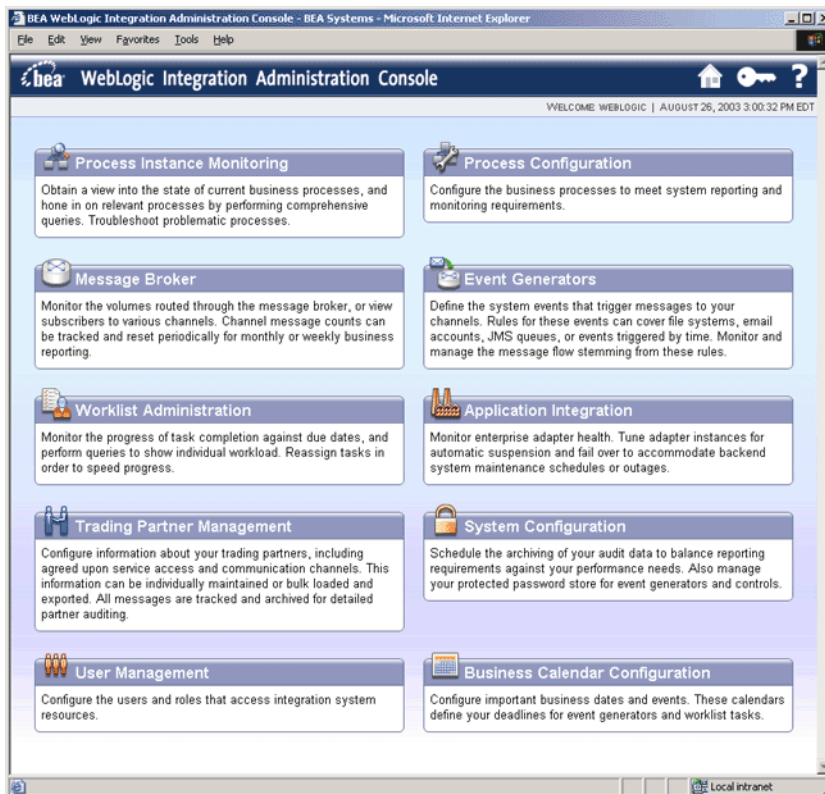 BEA WebLogic Integration Administration Console - BEA Systems - Microsoft Internet Explorer
File Edit View Favorites Tools Help
bea WebLogic Integration Administration Console ?
WELCOME WEBLOGIC | AUGUST 26, 2003 3:00:32 PM EDT
Process Instance Monitoring
Obtain a view into the state of current business processes, and
hone in on relevant processes by performing comprehensive
queries. Troubleshoot problematic processes.
Process Configuration
Configure the business processes to meet system reporting and
monitoring requirements.
Message Broker
Monitor the volumes routed through the message broker, or view
subscribers to various channels. Channel message counts can
be tracked and reset periodically for monthly or weekly business
reporting.
Event Generators
Define the system events that trigger messages to your
channels. Rules for these events can cover file systems, email
accounts, JMS queues, or events triggered by time. Monitor and
manage the message flow stemming from these rules.
Worklist Administration
Monitor the progress of task completion against due dates, and
perform queries to show individual workload. Reassign tasks in
order to speed progress.
Application Integration
Monitor enterprise adapter health. Tune adapter instances for
automatic suspension and fail over to accommodate backend
system maintenance schedules or outages.
Trading Partner Management
Configure information about your trading partners, including
agreed upon service access and communication channels. This
information can be individually maintained or bulk loaded and
exported. All messages are tracked and archived for detailed
partner auditing.
System Configuration
Schedule the archiving of your audit data to balance reporting
requirements against your performance needs. Also manage
your protected password store for event generators and controls.
User Management
Configure the users and roles that access integration system
resources.
Business Calendar Configuration
Configure important business dates and events. These calendars
define your deadlines for event generators and worklist tasks.
Local intranet